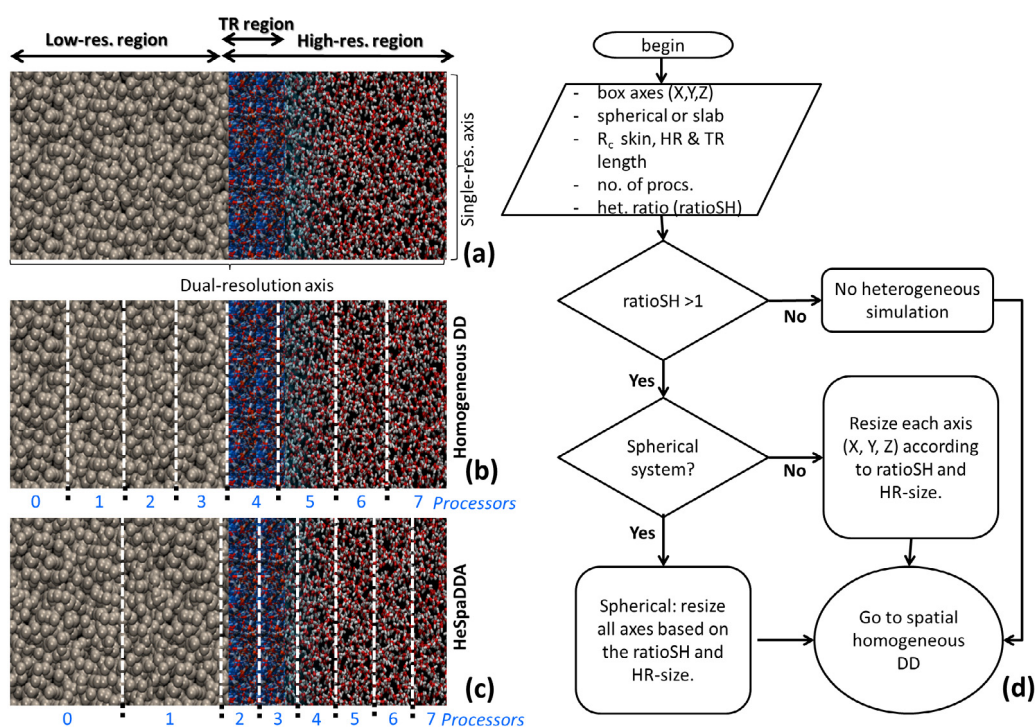 TR region
Low-res. region
High-res. region
Single-res. axis
(a)
Dual-resolution axis
Homogeneous DD
(b)
0 1 2 3 4 5 6 7 Processors
HeSpaDDA
(c)
0 1 2 3 4 5 6 7 Processors
begin
- box axes (X,Y,Z)
- spherical or slab
- Rc skin, HR & TR
length
- no. of procs.
- het. ratio (ratioSH)
ratioSH >1
No
No heterogeneous
simulation
Yes
Spherical
system?
No
Resize each axis
(X, Y, Z) according
to ratioSH and
HR-size.
Yes
Spherical: resize
all axes based on
the ratioSH and
HR-size.
Go to spatial
homogeneous
DD
(d)